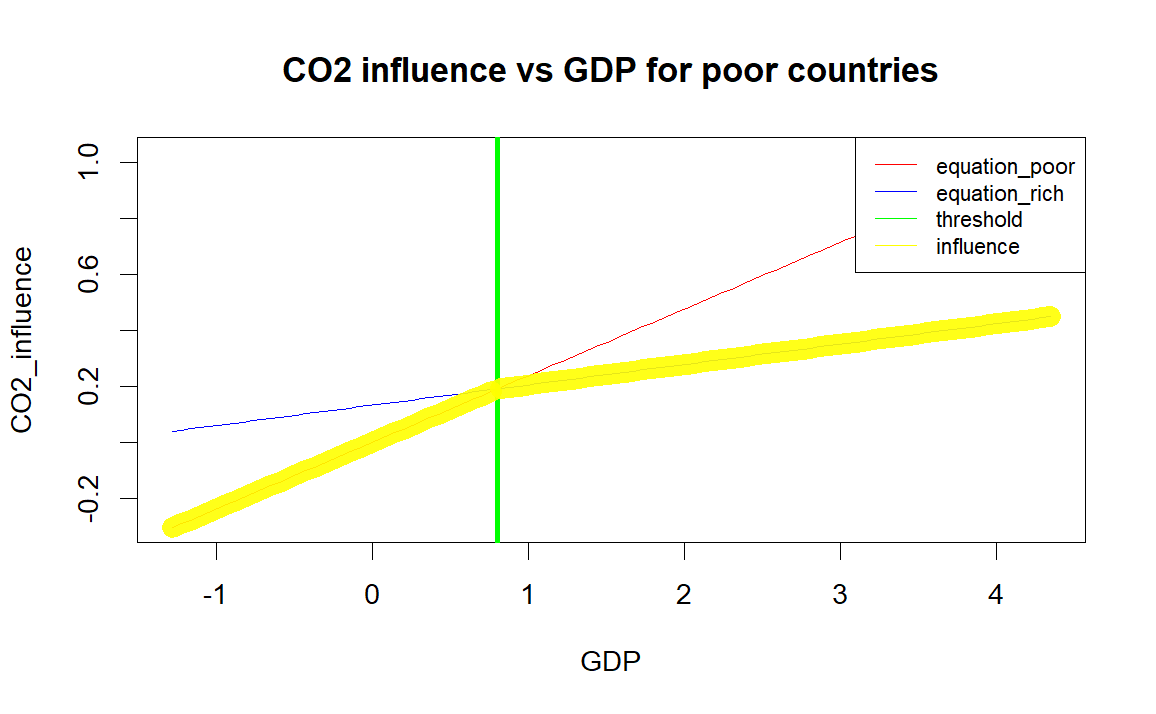 CO2 influence vs GDP for poor countries
equation_poor
equation_rich
threshold
influence
CO2_influence
1.0
0.6
0.2
-0.2
-1 0 1 2 3 4
GDP